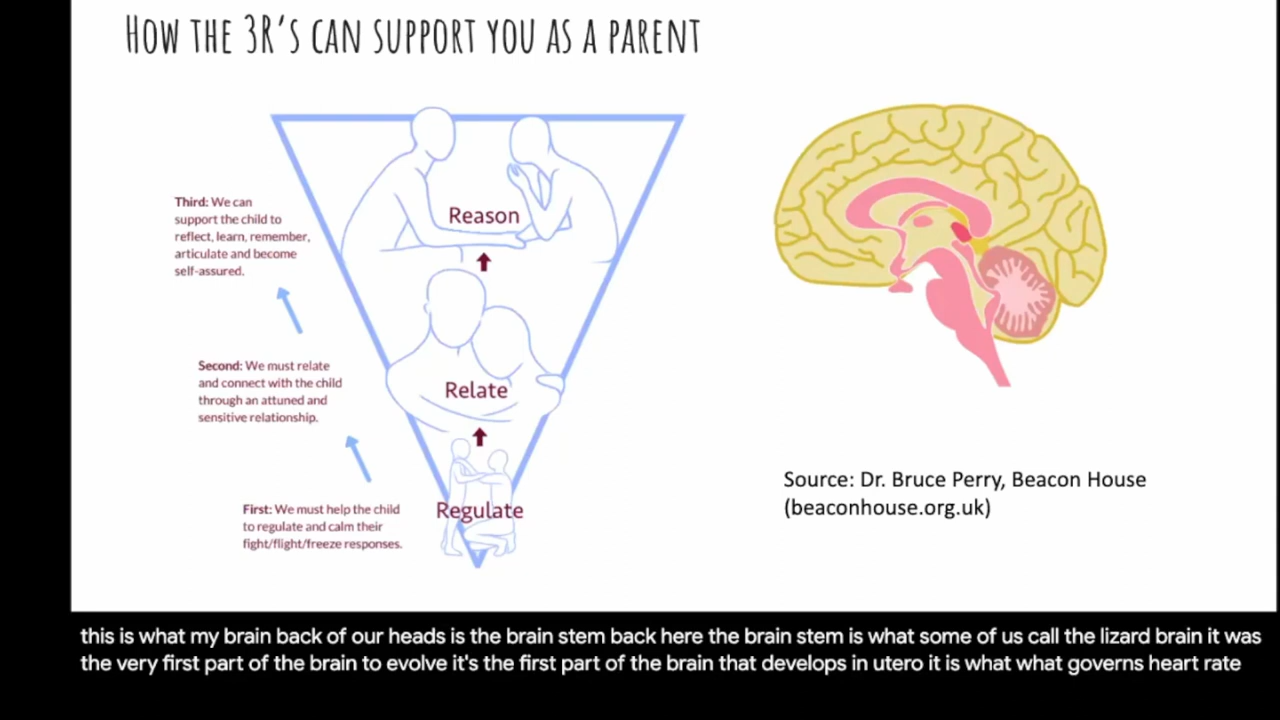 HOW THE 3R'S CAN SUPPORT YOU AS A PARENT
Third: We can
support the child to
reflect, learn, remember,
articulate and become
self-assured.
Reason
Second: We must relate
and connect with the child
through an attuned and
sensitive relationship.
Relate
First: We must help the child
to regulate and calm their
fight/flight/freeze responses.
Regulate
Source: Dr. Bruce Perry, Beacon House
(beaconhouse.org.uk)
this is what my brain back of our heads is the brain stem back here the brain stem is what some of us call the lizard brain it was
the very first part of the brain to evolve it's the first part of the brain that develops in utero it is what what governs heart rate